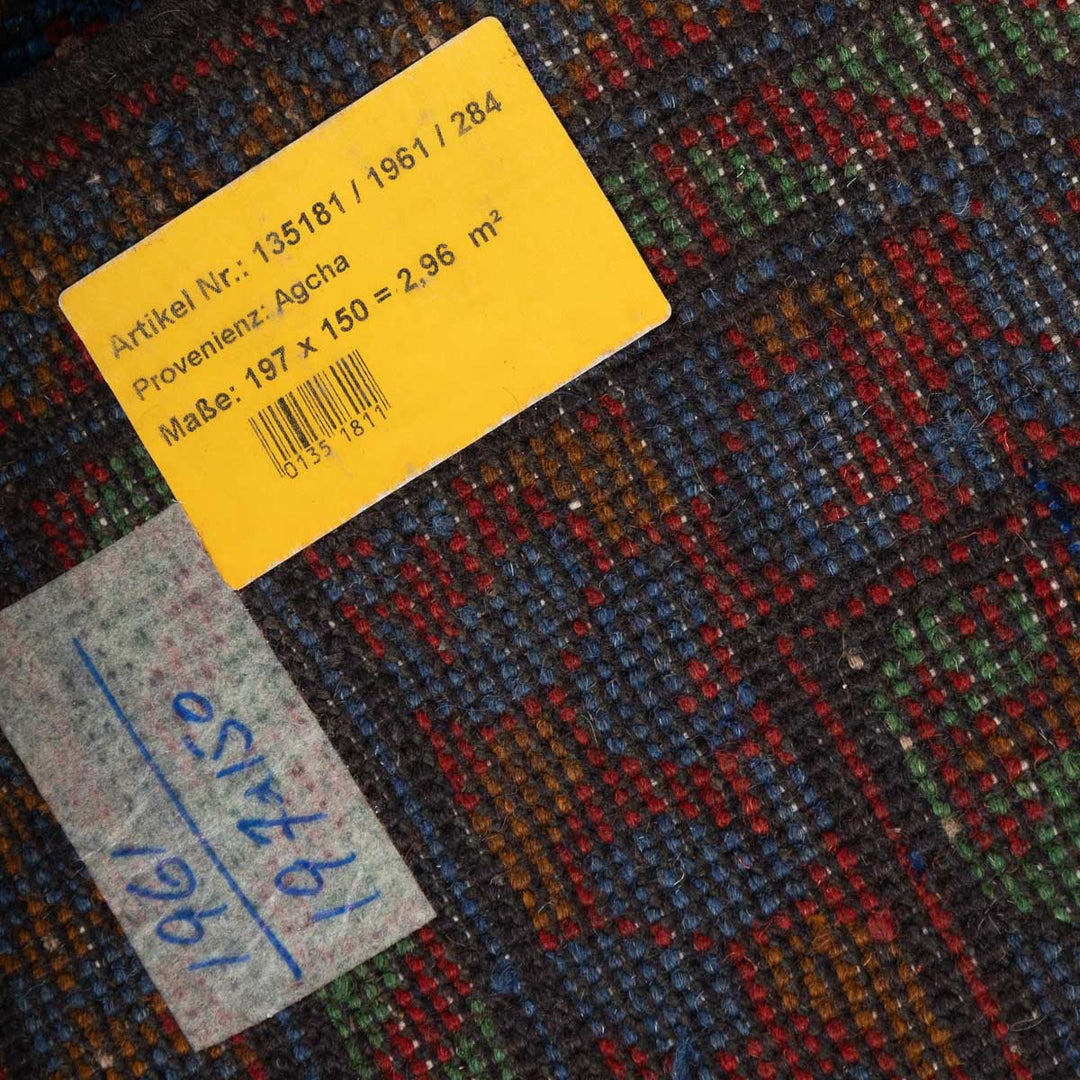 Artikel Nr.: 135181 / 1961 / 284
Provenienz: Agcha
Maße: 197 x 150 = 2,96 m²
0135 1811
197x150
1961